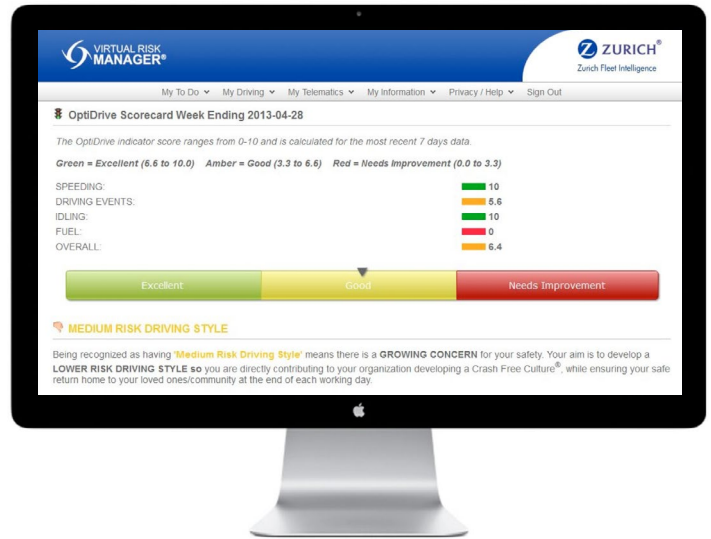 VIRTUAL RISK
MANAGER®
ZURICH®
Zurich Fleet Intelligence
My To Do My Driving My Telematics My Information Privacy / Help Sign Out
OptiDrive Scorecard Week Ending 2013-04-28
The OptiDrive indicator score ranges from 0-10 and is calculated for the most recent 7 days data.
Green = Excellent (6.6 to 10.0) Amber = Good (3.3 to 6.6) Red = Needs Improvement (0.0 to 3.3)
SPEEDING: 10
DRIVING EVENTS: 5.6
IDLING: 10
FUEL: 0
OVERALL: 6.4
Excellent Good Needs Improvement
MEDIUM RISK DRIVING STYLE
Being recognized as having 'Medium Risk Driving Style' means there is a GROWING CONCERN for your safety. Your aim is to develop a
LOWER RISK DRIVING STYLE so you are directly contributing to your organization developing a Crash Free Culture®, while ensuring your safe
return home to your loved ones/community at the end of each working day.